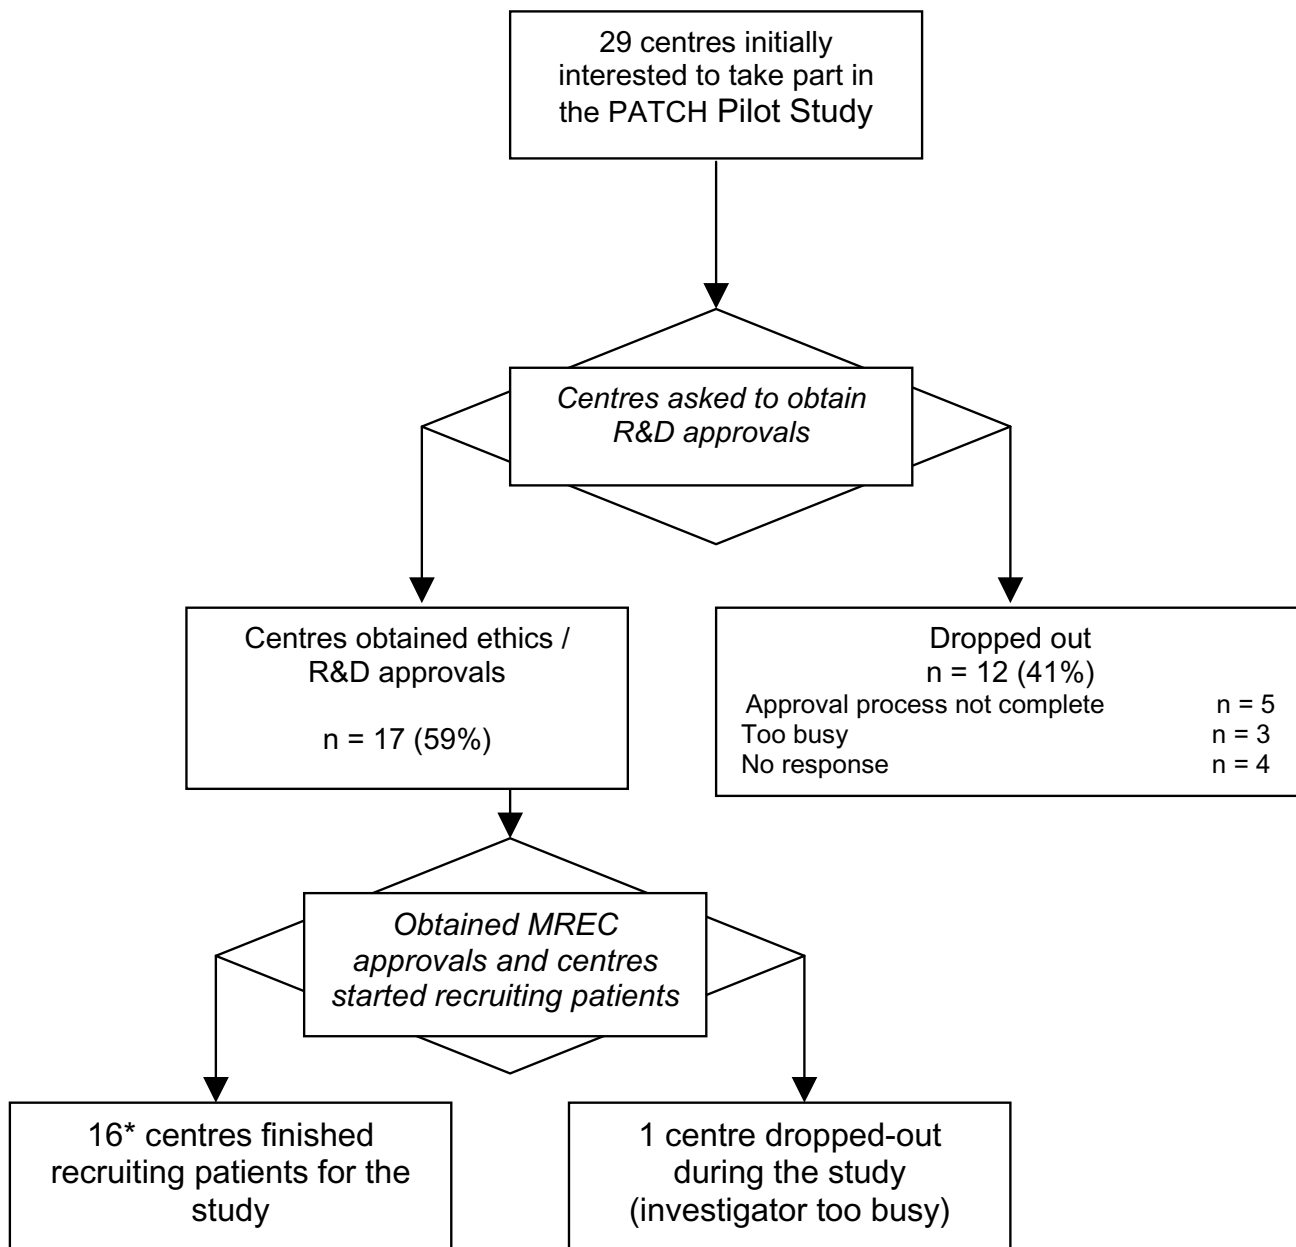 29 centres initially
interested to take part in
the PATCH Pilot Study
Centres asked to obtain
R&D approvals
Centres obtained ethics /
R&D approvals
n = 17 (59%)
Dropped out
n = 12 (41%)
Approval process not complete n = 5
Too busy n = 3
No response n = 4
Obtained MREC
approvals and centres
started recruiting patients
16* centres finished
recruiting patients for the
study
1 centre dropped-out
during the study
(investigator too busy)